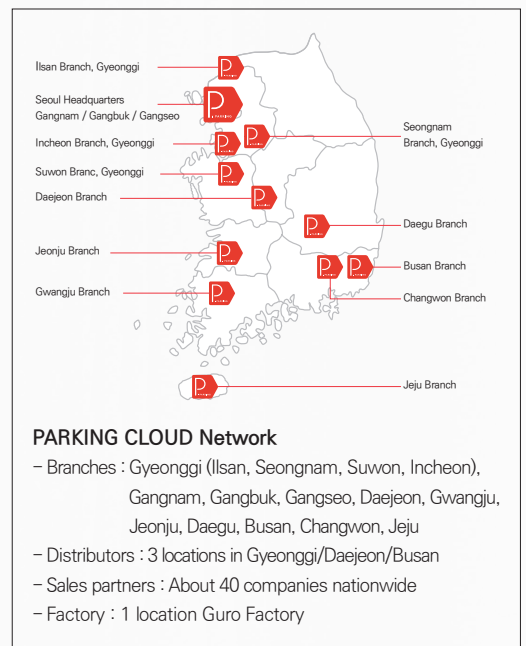 Ilsan Branch, Gyeonggi
Seoul Headquarters
Gangnam / Gangbuk / Gangseo
Seongnam
Branch, Gyeonggi
Incheon Branch, Gyeonggi
Suwon Branc, Gyeonggi
Daejeon Branch
Daegu Branch
Jeonju Branch
Busan Branch
Gwangju Branch
Changwon Branch
Jeju Branch
PARKING CLOUD Network
- Branches : Gyeonggi (Ilsan, Seongnam, Suwon, Incheon),
Gangnam, Gangbuk, Gangseo, Daejeon, Gwangju,
Jeonju, Daegu, Busan, Changwon, Jeju
- Distributors : 3 locations in Gyeonggi/Daejeon/Busan
- Sales partners : About 40 companies nationwide
- Factory : 1 location Guro Factory